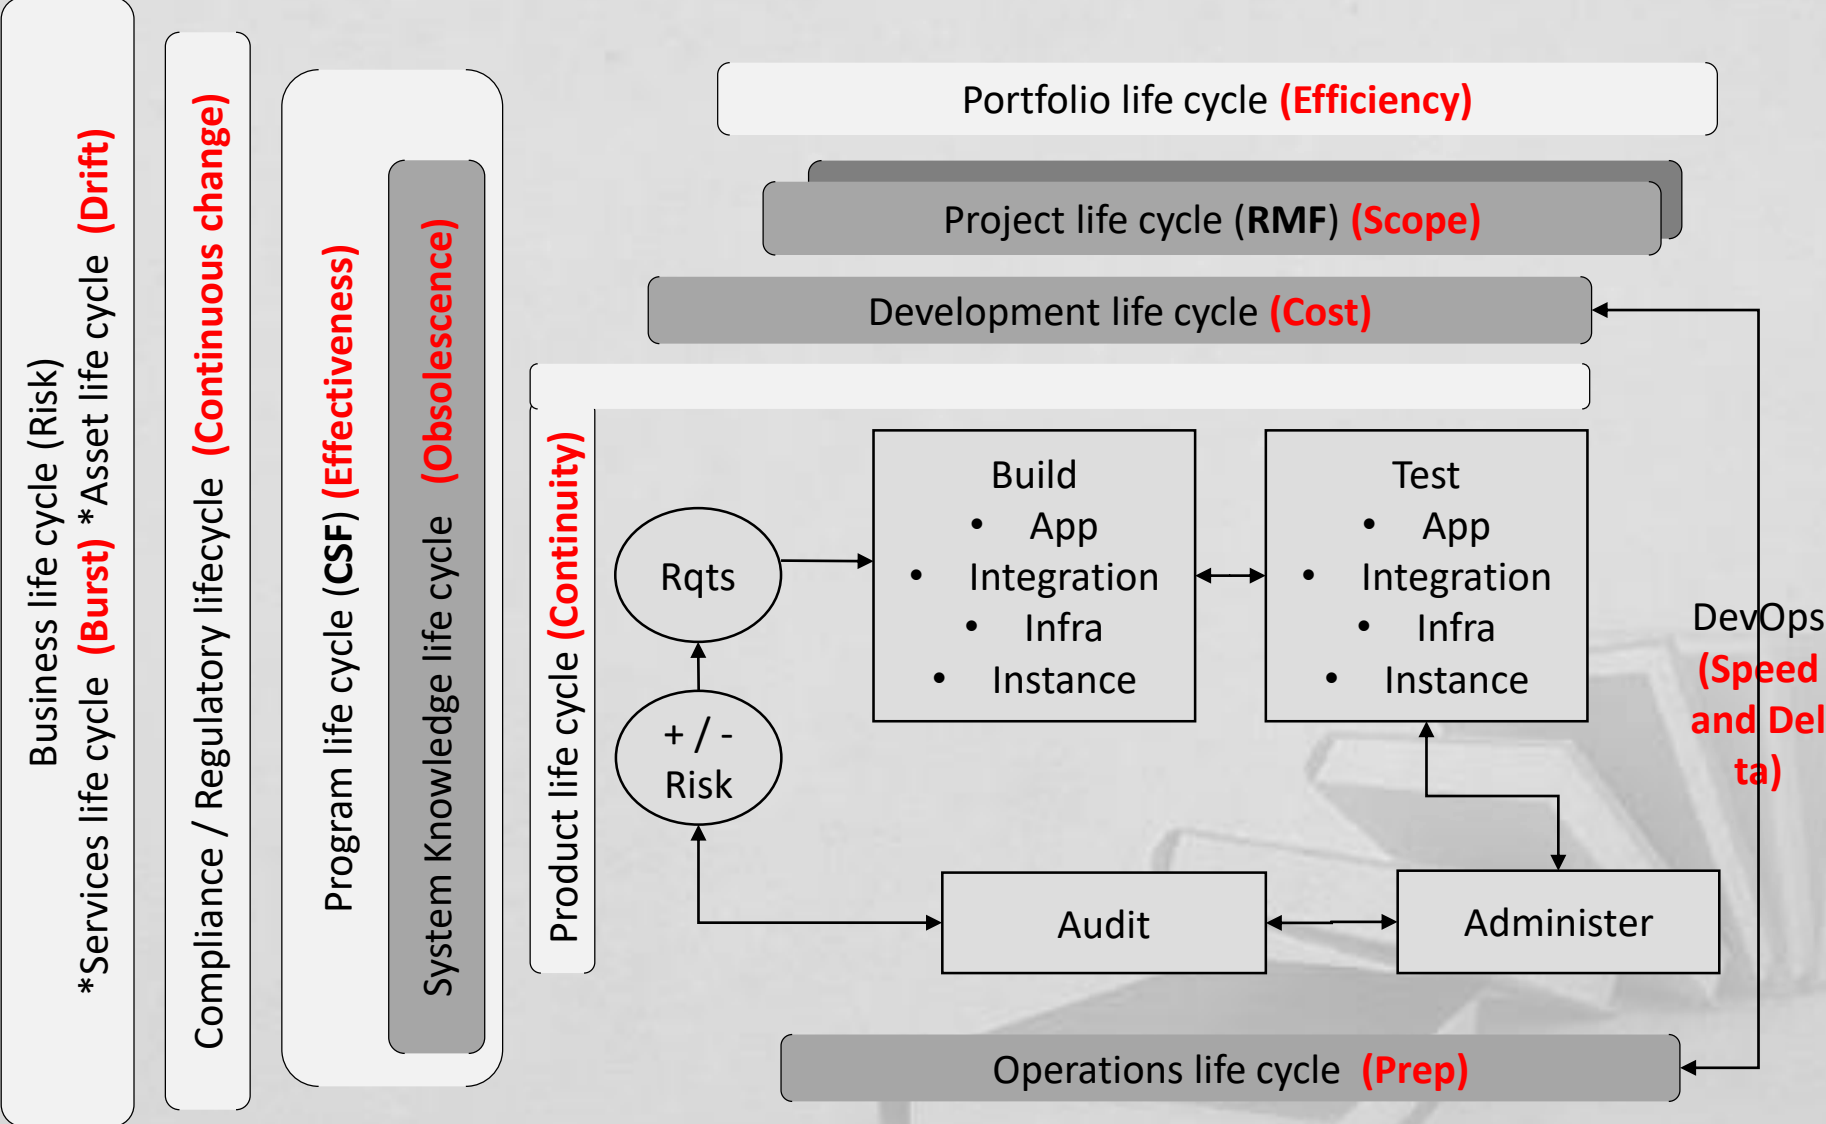 Business life cycle (Risk)
*Services life cycle (Burst) *Asset life cycle (Drift)
Compliance / Regulatory lifecycle (Continuous change)
Program life cycle (CSF) (Effectiveness)
System Knowledge life cycle (Obsolescence)
Portfolio life cycle (Efficiency)
Project life cycle (RMF) (Scope)
Development life cycle (Cost)
Product life cycle (Continuity)
Rqts
+ / -
Risk
Build
• App
• Integration
• Infra
• Instance
Test
• App
• Integration
• Infra
• Instance
DevOps
(Speed
and Del
ta)
Audit
Administer
Operations life cycle (Prep)